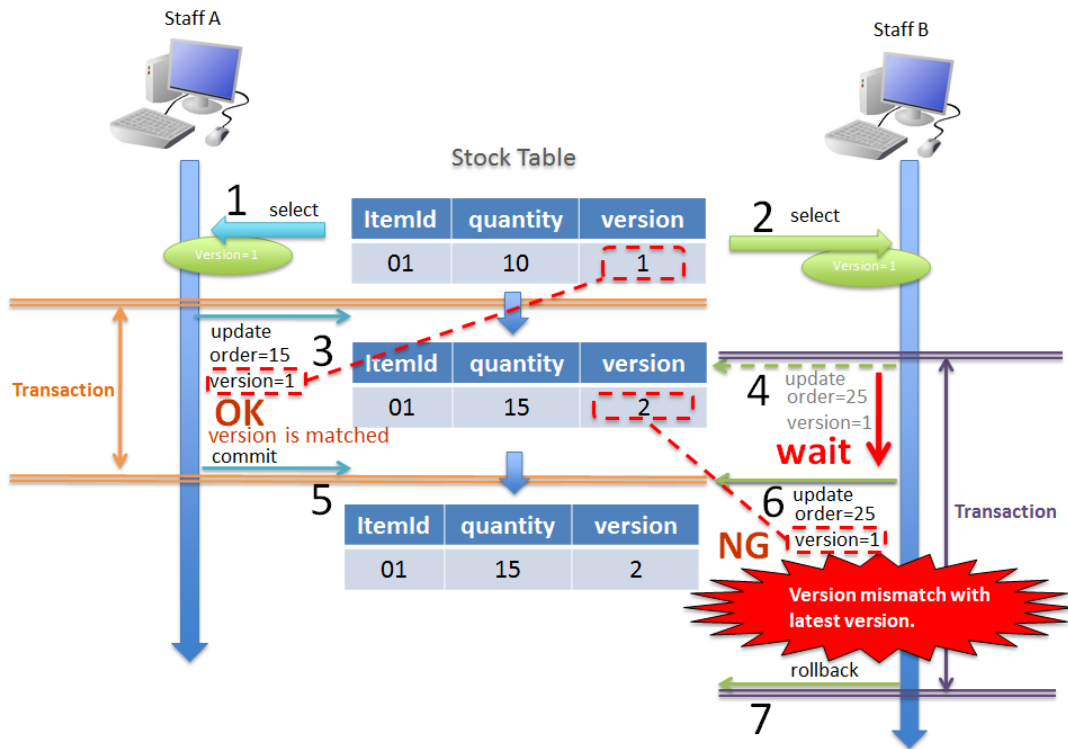 Staff A
Staff B
Stock Table
1
select
Version=1
ItemId quantity version
01 10 1
2
select
Version=1
Transaction
update
order=15
version=1
3
OK
version is matched
commit
ItemId quantity version
01 15 2
4
update
order=25
version=1
wait
5
ItemId quantity version
01 15 2
6
update
order=25
version=1
NG
Transaction
Version mismatch with
latest version.
rollback
7